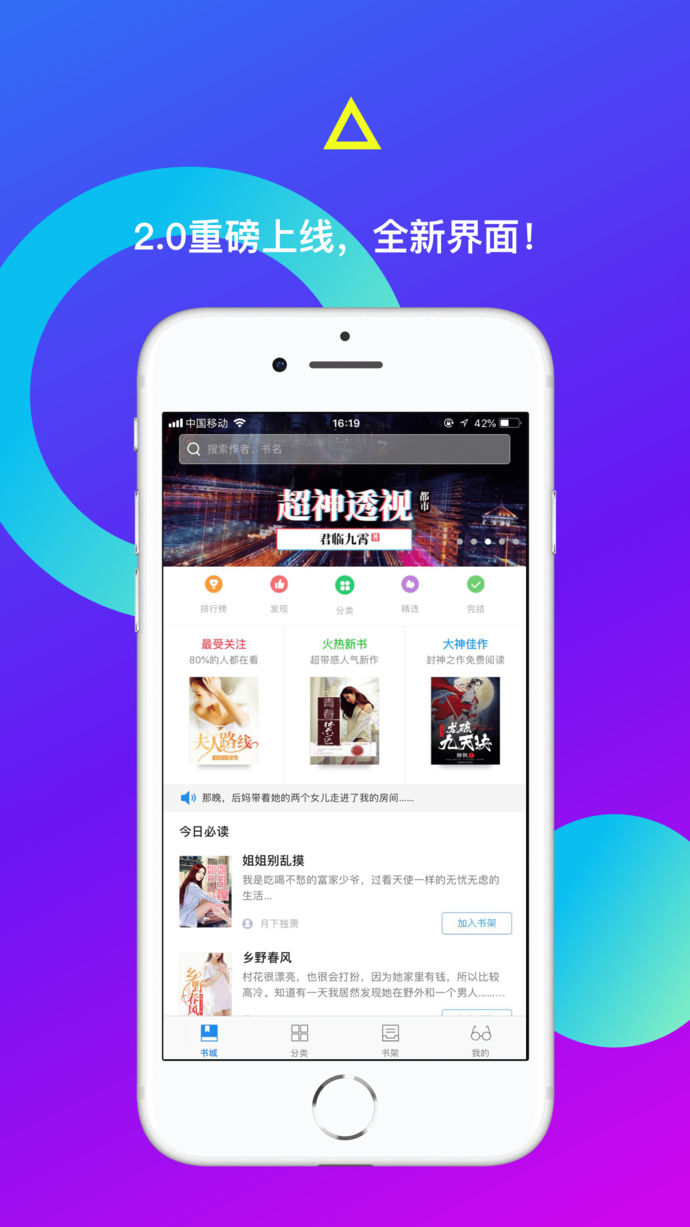 2.0重磅上线，全新界面！
中国移动
16:19
42%
搜索作者、书名
超神透视
都市
君临九霄
排行榜
发现
分类
精选
完结
最受关注
火热新书
大神佳作
80%的人都在看
超带感人气新作
封神之作免费阅读
夫人路线
青春
禁区
九天诀
那晚，后妈带着她的两个女儿走进了我的房间......
今日必读
姐姐别乱摸
我是吃喝不愁的富家少爷，过着天使一样的无忧无虑的
生活...
月下独萧
加入书架
乡野春风
乡野春风
村花很漂亮，也很会打扮，因为她家里有钱，所以比较
高冷。知道有一天我居然发现她在野外和一个男人.........
书城
分类
书架
我的